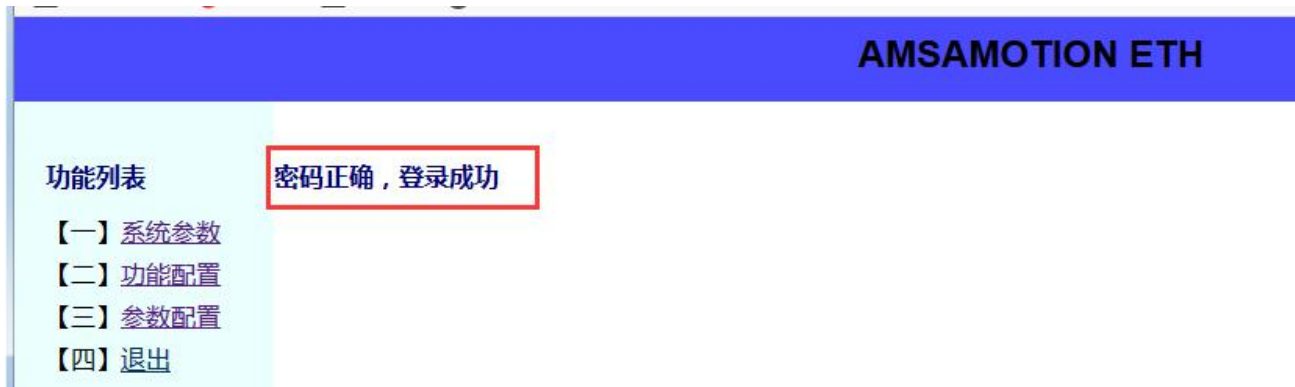 AMSAMOTION ETH
功能列表
密码正确，登录成功
【一】系统参数
【二】功能配置
【三】参数配置
【四】退出